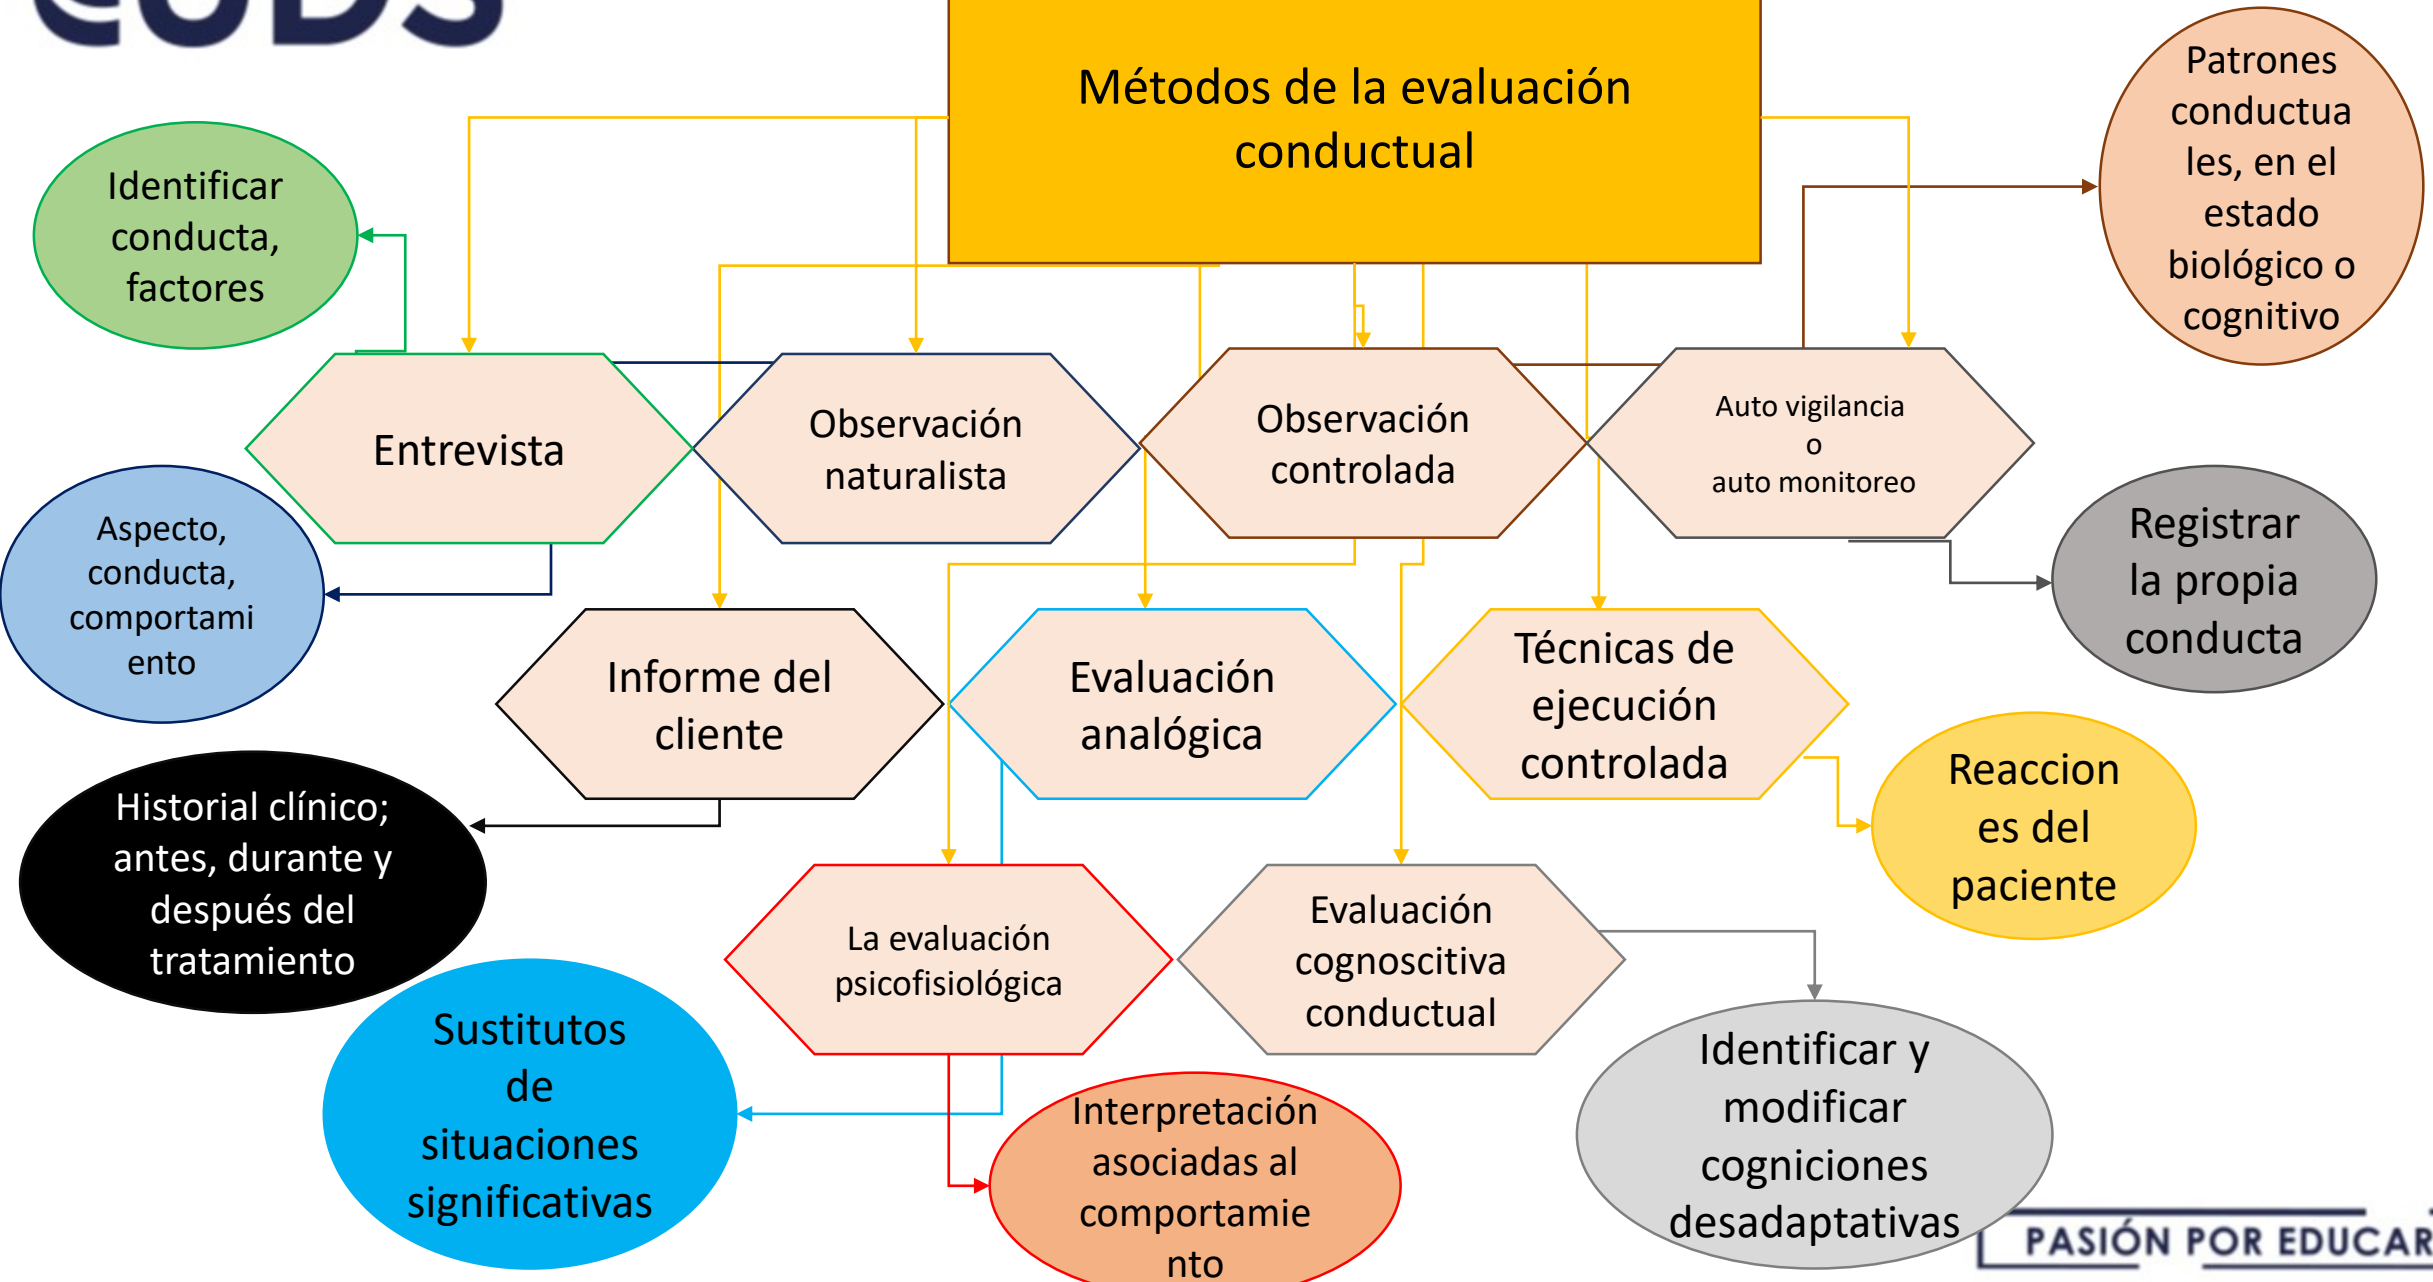 Métodos de la evaluación
conductual
Patrones
conductua
les, en el
estado
biológico o
cognitivo
Identificar
conducta,
factores
Entrevista
Observación
naturalista
Observación
controlada
Auto vigilancia
o
auto monitoreo
Aspecto,
conducta,
comportami
ento
Registrar
la propia
conducta
Informe del
cliente
Evaluación
analógica
Técnicas de
ejecución
controlada
Historial clínico;
antes, durante y
después del
tratamiento
Reaccion
es del
paciente
La evaluación
psicofisiológica
Evaluación
cognoscitiva
conductual
Sustitutos
de
situaciones
significativas
Interpretación
asociadas al
comportamie
nto
Identificar y
modificar
cogniciones
desadaptativas
PASIÓN POR EDUCAR